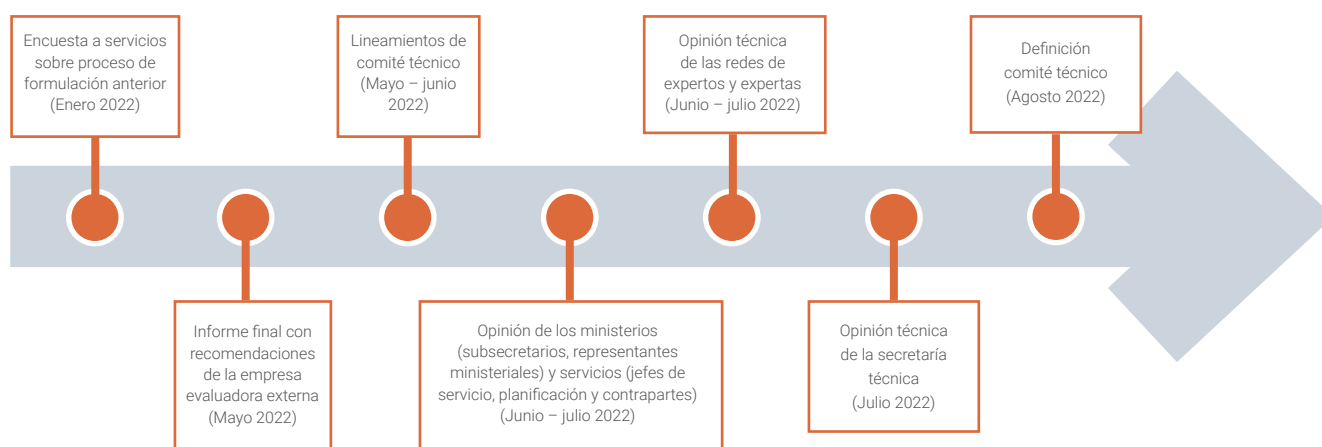 Encuesta a servicios
sobre proceso de
formulación anterior
(Enero 2022)
Informe final con
recomendaciones
de la empresa
evaluadora externa
(Mayo 2022)
Lineamientos de
comité técnico
(Mayo – junio
2022)
Opinión de los ministerios
(subsecretarios, representantes
ministeriales) y servicios (jefes de
servicio, planificación y contrapartes)
(Junio – julio 2022)
Opinión técnica
de las redes de
expertos y expertas
(Junio – julio 2022)
Opinión técnica
de la secretaría
técnica
(Julio 2022)
Definición
comité técnico
(Agosto 2022)